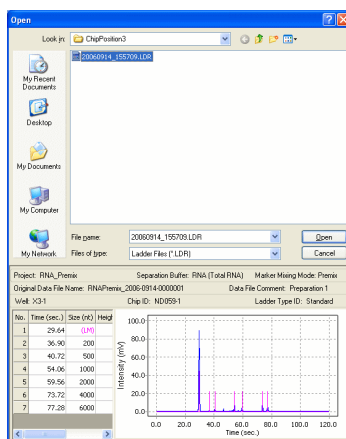 Open
Look in: ChipPosition3
20060914_155709.LDR
My Recent
Documents
Desktop
My Documents
My Computer
My Network
File name: 20060914_155709.LDR Open
Files of type: Ladder Files (*.LDR) Cancel
Project: RNA_Premix Separation Buffer: RNA (Total RNA) Marker Mixing Mode: Premix
Original Data File Name: RNAPremix_2006-09-14-0000001 Data File Comment: Preparation 1
Well: X3-1 Chip ID: ND059-1 Ladder Type ID: Standard
No. Time (sec.) Size (nt) Heigh
1 29.64 (LM)
2 36.90 200
3 40.72 500
4 54.06 1000
5 59.56 2000
6 73.72 4000
7 77.28 6000
Intensity (mV)
100.0
80.0
60.0
40.0
20.0
0.0
0.0 20.0 40.0 60.0 80.0 100.0 120.0
Time (sec.)